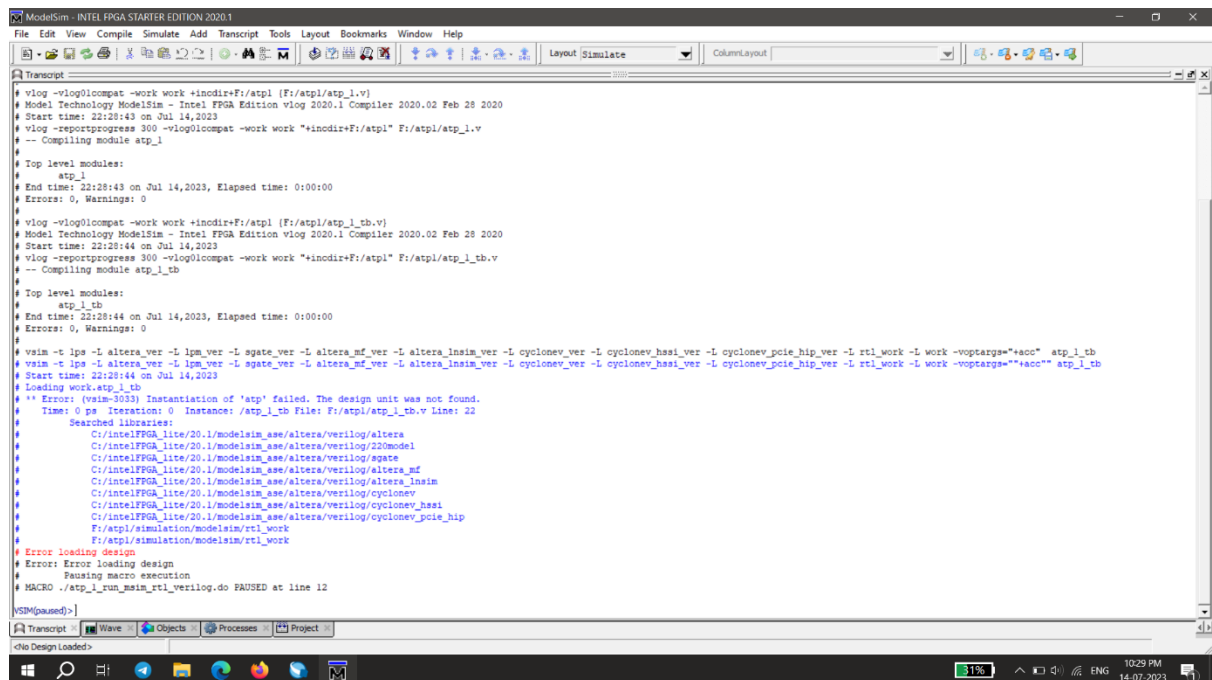 ModelSim - INTEL FPGA STARTER EDITION 2020.1
File Edit View Compile Simulate Add Transcript Tools Layout Bookmarks Window Help
Layout Simulate ColumnLayout
Transcript
# vlog -vlog01compat -work work +incdir+F:/atp1 {F:/atp1/atp_1.v}
# Model Technology ModelSim - Intel FPGA Edition vlog 2020.1 Compiler 2020.02 Feb 28 2020
# Start time: 22:28:43 on Jul 14,2023
# vlog -reportprogress 300 -vlog01compat -work work "+incdir+F:/atp1" F:/atp1/atp_1.v
# -- Compiling module atp_1
#
# Top level modules:
# atp_1
# End time: 22:28:43 on Jul 14,2023, Elapsed time: 0:00:00
# Errors: 0, Warnings: 0
#
# vlog -vlog01compat -work work +incdir+F:/atp1 {F:/atp1/atp_1_tb.v}
# Model Technology ModelSim - Intel FPGA Edition vlog 2020.1 Compiler 2020.02 Feb 28 2020
# Start time: 22:28:44 on Jul 14,2023
# vlog -reportprogress 300 -vlog01compat -work work "+incdir+F:/atp1" F:/atp1/atp_1_tb.v
# -- Compiling module atp_1_tb
#
# Top level modules:
# atp_1_tb
# End time: 22:28:44 on Jul 14,2023, Elapsed time: 0:00:00
# Errors: 0, Warnings: 0
#
# vsim -t 1ps -L altera_ver -L lpm_ver -L sgate_ver -L altera_mf_ver -L altera_lnsim_ver -L cyclonev_ver -L cyclonev_hssi_ver -L cyclonev_pcie_hip_ver -L rtl_work -L work -voptargs="+acc" atp_1_tb
# vsim -t 1ps -L altera_ver -L lpm_ver -L sgate_ver -L altera_mf_ver -L altera_lnsim_ver -L cyclonev_ver -L cyclonev_hssi_ver -L cyclonev_pcie_hip_ver -L rtl_work -L work -voptargs=""+acc"" atp_1_tb
# Start time: 22:28:44 on Jul 14,2023
# Loading work.atp_1_tb
# ** Error: (vsim-3033) Instantiation of 'atp' failed. The design unit was not found.
# Time: 0 ps Iteration: 0 Instance: /atp_1_tb File: F:/atp1/atp_1_tb.v Line: 22
# Searched libraries:
# C:/intelFPGA_lite/20.1/modelsim_ase/altera/verilog/altera
# C:/intelFPGA_lite/20.1/modelsim_ase/altera/verilog/220model
# C:/intelFPGA_lite/20.1/modelsim_ase/altera/verilog/sgate
# C:/intelFPGA_lite/20.1/modelsim_ase/altera/verilog/altera_mf
# C:/intelFPGA_lite/20.1/modelsim_ase/altera/verilog/altera_lnsim
# C:/intelFPGA_lite/20.1/modelsim_ase/altera/verilog/cyclonev
# C:/intelFPGA_lite/20.1/modelsim_ase/altera/verilog/cyclonev_hssi
# C:/intelFPGA_lite/20.1/modelsim_ase/altera/verilog/cyclonev_pcie_hip
# F:/atp1/simulation/modelsim/rtl_work
# F:/atp1/simulation/modelsim/rtl_work
# Error loading design
# Error: Error loading design
# Pausing macro execution
# MACRO ./atp_1_run_msim_rtl_verilog.do PAUSED at line 12
VSIM(paused)>
Transcript Wave Objects Processes Project
<No Design Loaded>
31% ENG 10:29 PM
14-07-2023